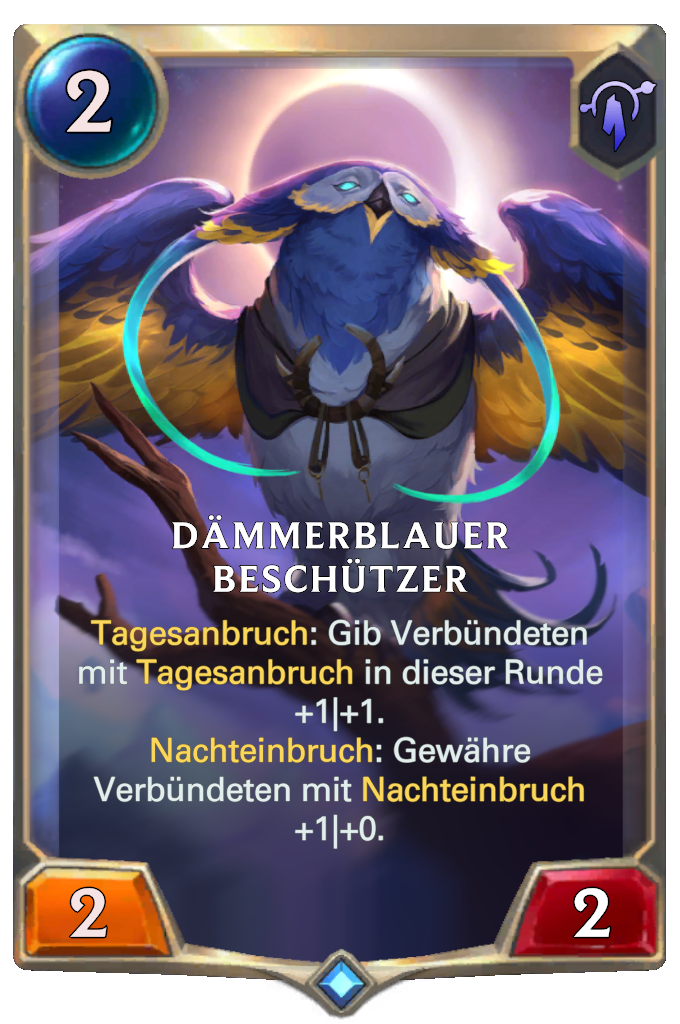 2
DÄMMERBLAUER
BESCHÜTZER
Tagesanbruch: Gib Verbündeten
mit Tagesanbruch in dieser Runde
+1|+1.
Nachteinbruch: Gewähre
Verbündeten mit Nachteinbruch
+1|+0.
2
2